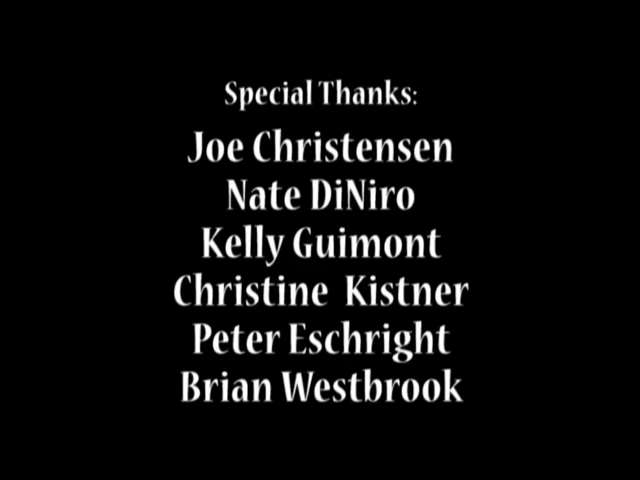 Special Thanks:
Joe Christensen
Nate DiNiro
Kelly Guimont
Christine Kistner
Peter Eschright
Brian Westbrook